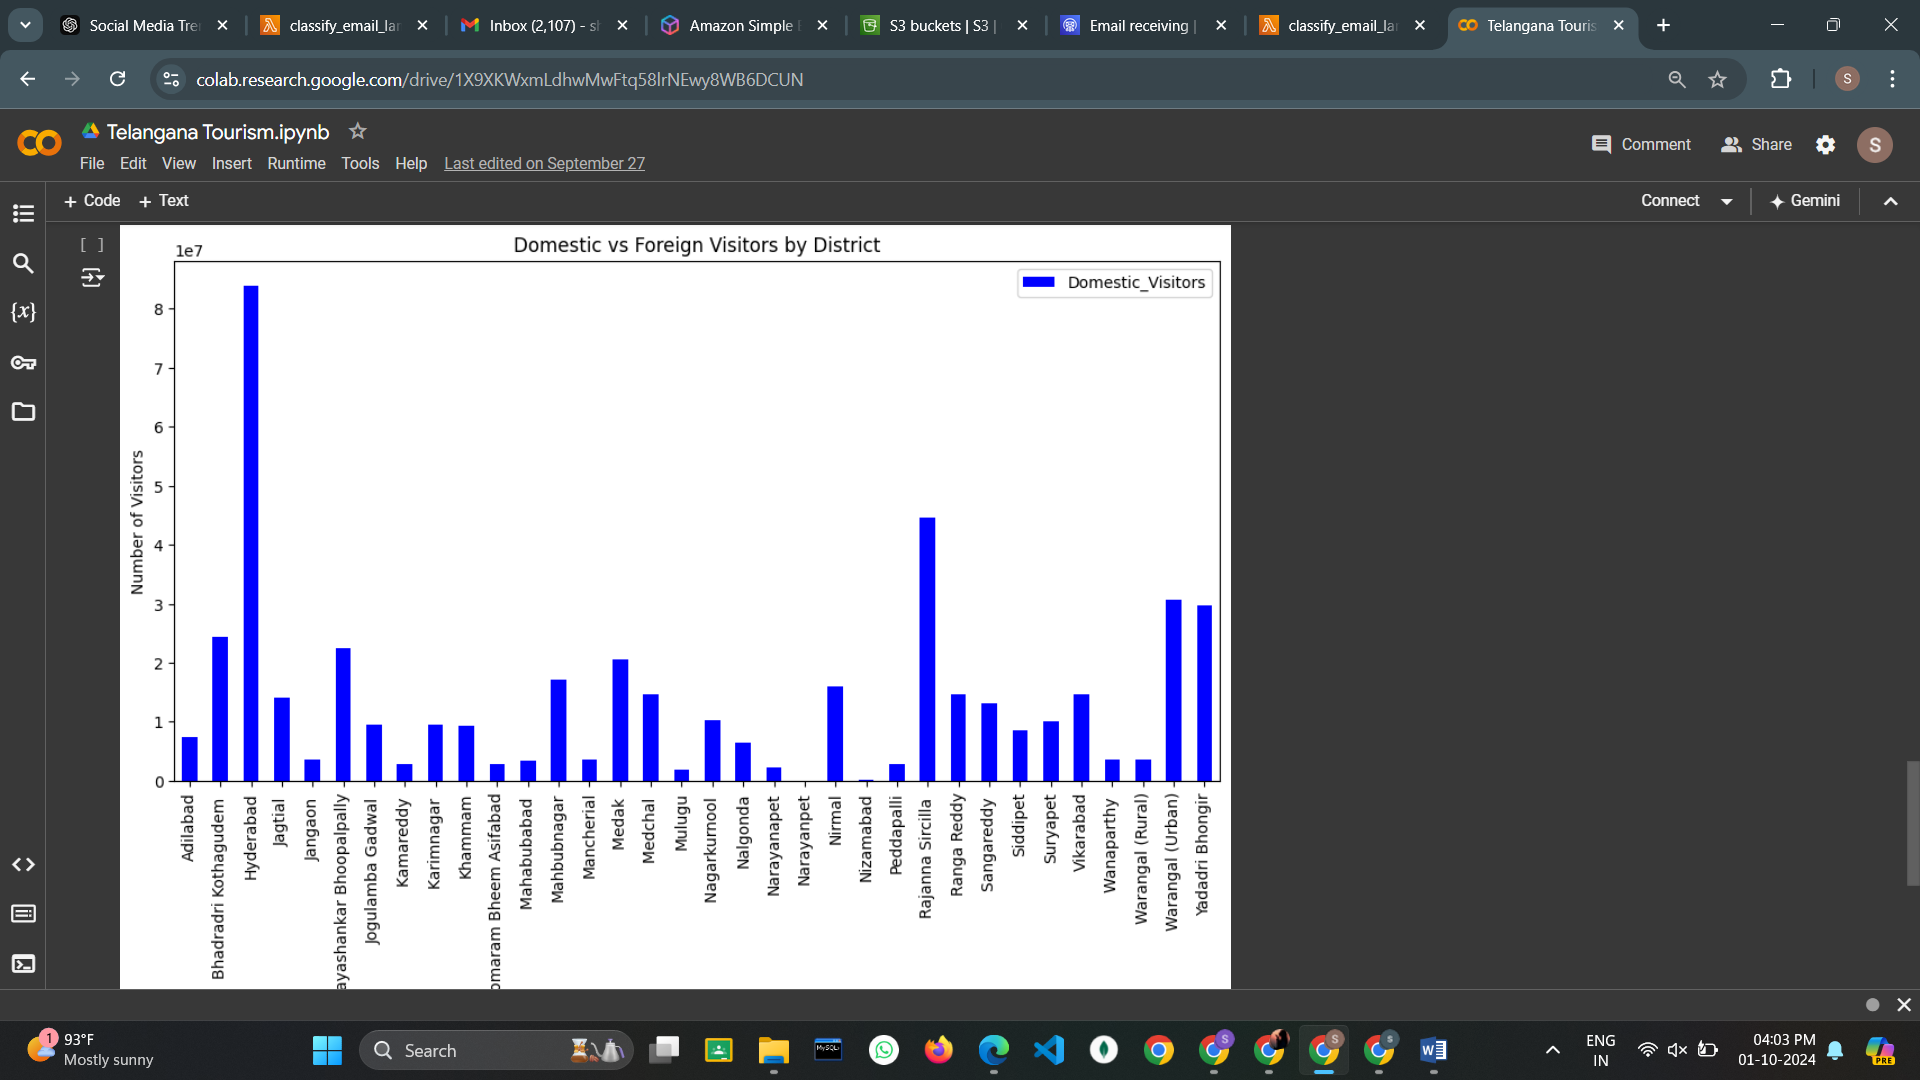 Social Media Tre
classify_email_lar
Inbox (2,107) - sh
Amazon Simple E
S3 buckets | S3 |
Email receiving |
classify_email_lar
Telangana Touris
colab.research.google.com/drive/1X9XKWxmLdhwMwFtq58lrNEwy8WB6DCUN
S
Telangana Tourism.ipynb
Comment
Share
S
File Edit View Insert Runtime Tools Help Last edited on September 27
+ Code + Text
Connect
Gemini
[ ]
{x}
Domestic vs Foreign Visitors by District
1e7
Domestic_Visitors
Number of Visitors
8
7
6
5
4
3
2
1
0
Adilabad
Bhadradri Kothagudem
Hyderabad
Jagtial
Jangaon
ayashankar Bhoopalpally
Jogulamba Gadwal
Kamareddy
Karimnagar
Khammam
omaram Bheem Asifabad
Mahabubabad
Mahbubnagar
Mancherial
Medak
Medchal
Mulugu
Nagarkurnool
Nalgonda
Narayanapet
Narayanpet
Nirmal
Nizamabad
Peddapalli
Rajanna Sircilla
Ranga Reddy
Sangareddy
Siddipet
Suryapet
Vikarabad
Wanaparthy
Warangal (Rural)
Warangal (Urban)
Yadadri Bhongir
1
93°F
Mostly sunny
Search
MySQL
S
S
S
W
ENG
IN
04:03 PM
01-10-2024
PRE